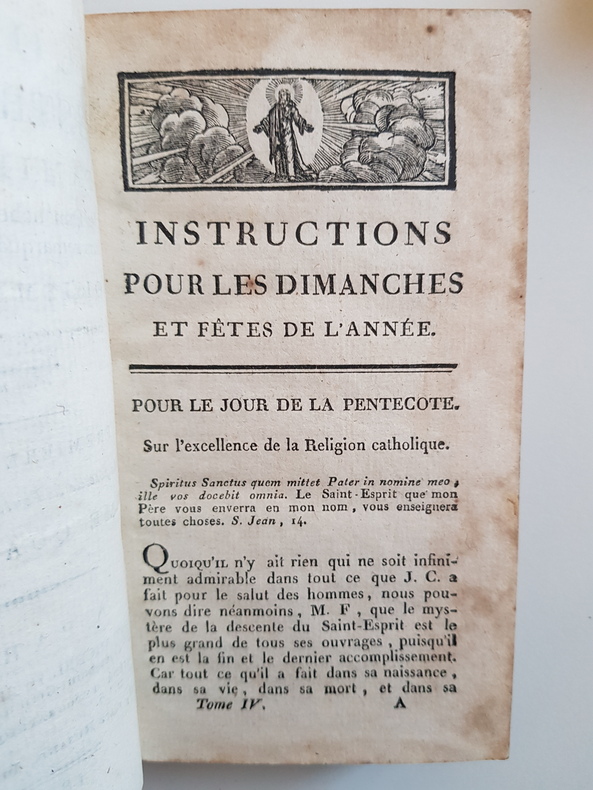 INSTRUCTIONS
POUR LES DIMANCHES
ET FÊTES DE L'ANNÉE.
POUR LE JOUR DE LA PENTECOTE.
Sur l'excellence de la Religion catholique.
Spiritus Sanctus quem mittet Pater in nomine meo,
ille vos docebit omnia. Le Saint-Esprit que mon
Père vous enverra en mon nom, vous enseignera
toutes choses. S. Jean, 14.
QUOIQU'IL n'y ait rien qui ne soit infini-
ment admirable dans tout ce que J. C. a
fait pour le salut des hommes, nous pou-
vons dire néanmoins, M. F, que le mys-
tère de la descente du Saint-Esprit est le
plus grand de tous ses ouvrages, puisqu'il
en est la fin et le dernier accomplissement.
Car tout ce qu'il a fait dans sa naissance,
dans sa vie, dans sa mort, et dans sa
Tome IV. A